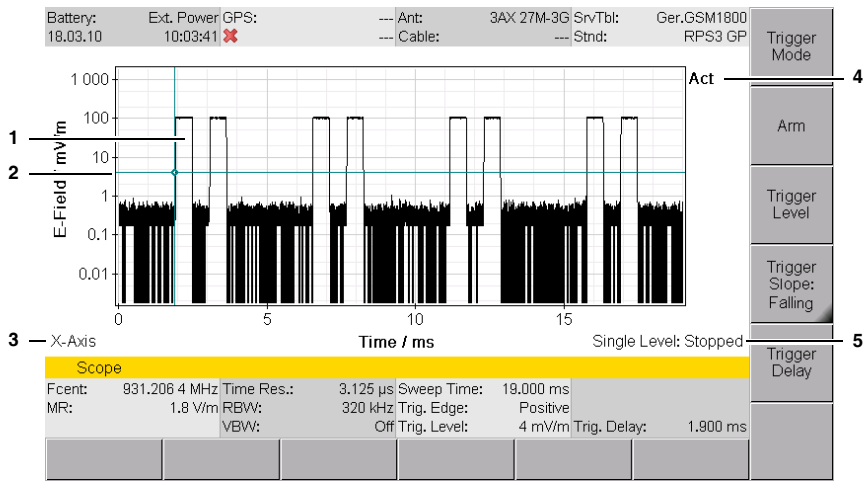 Battery: Ext. Power GPS: --- Ant: 3AX 27M-3G SrvTbl: Ger.GSM1800
18.03.10 10:03:41 --- Cable: --- Stnd: RPS3 GP
Trigger
Mode
Arm
Trigger
Level
Trigger
Slope:
Falling
Trigger
Delay
1 000
100
10
1
0.1
0.01
E-Field / mV/m
Act
0 5 10 15
X-Axis Time / ms Single Level: Stopped
1
2
3
4
5
Scope
Fcent: 931.206 4 MHz Time Res.: 3.125 µs Sweep Time: 19.000 ms
MR: 1.8 V/m RBW: 320 kHz Trig. Edge: Positive
VBW: Off Trig. Level: 4 mV/m Trig. Delay: 1.900 ms